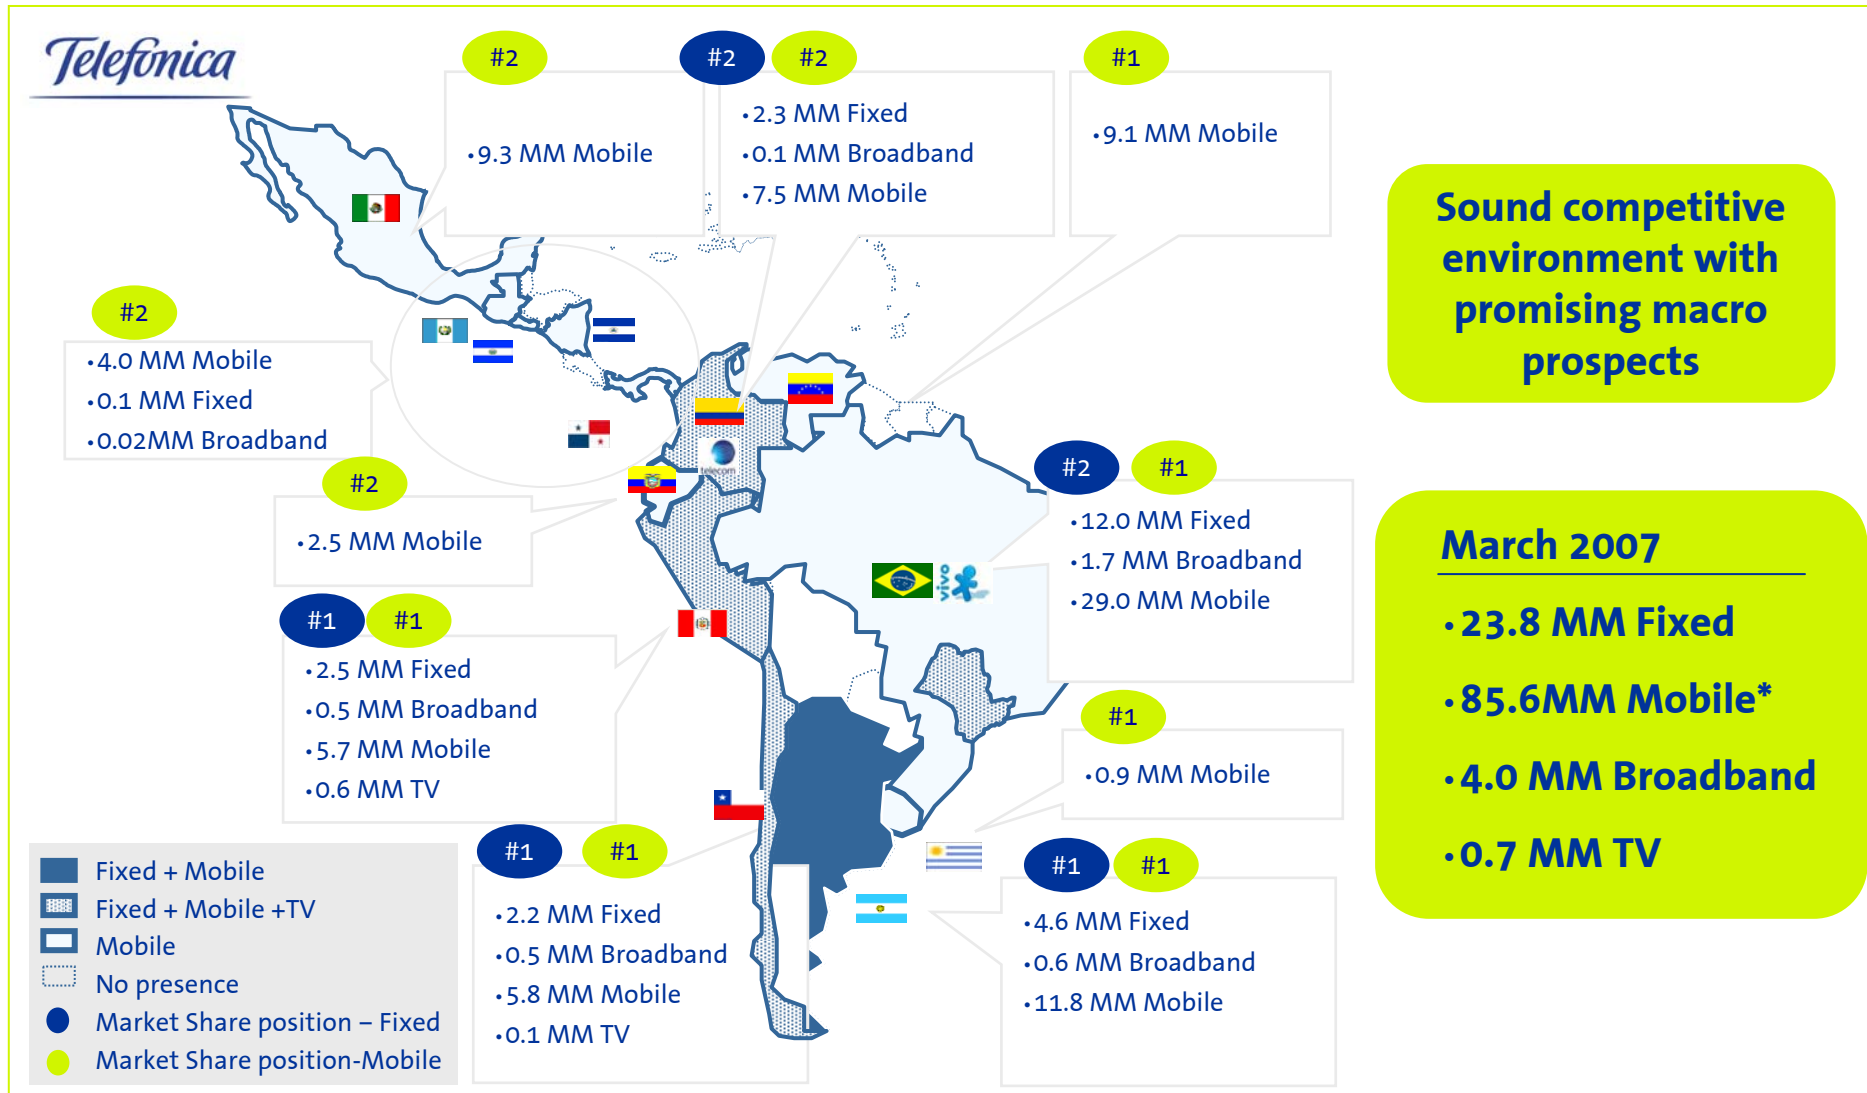 Telefónica
#2
•9.3 MM Mobile
#2
#2
•2.3 MM Fixed
•0.1 MM Broadband
•7.5 MM Mobile
#1
•9.1 MM Mobile
#2
•4.0 MM Mobile
•0.1 MM Fixed
•0.02MM Broadband
#2
•2.5 MM Mobile
telecom
#2
#1
•12.0 MM Fixed
•1.7 MM Broadband
•29.0 MM Mobile
vivo
#1
#1
•2.5 MM Fixed
•0.5 MM Broadband
•5.7 MM Mobile
•0.6 MM TV
#1
•0.9 MM Mobile
#1
#1
•2.2 MM Fixed
•0.5 MM Broadband
•5.8 MM Mobile
•0.1 MM TV
#1
#1
•4.6 MM Fixed
•0.6 MM Broadband
•11.8 MM Mobile
Fixed + Mobile
Fixed + Mobile +TV
Mobile
No presence
Market Share position – Fixed
Market Share position-Mobile
Sound competitive
environment with
promising macro
prospects
March 2007
•23.8 MM Fixed
•85.6MM Mobile*
•4.0 MM Broadband
•0.7 MM TV